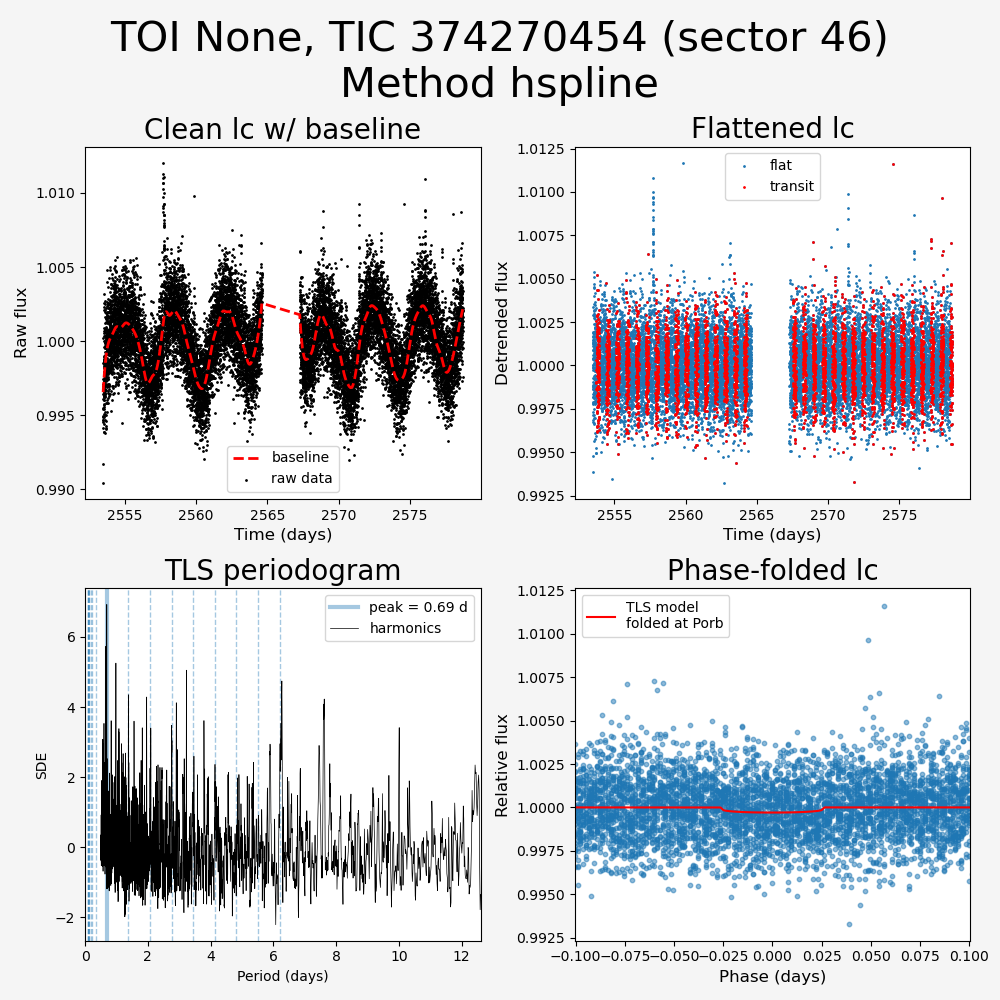 TOI None, TIC 374270454 (sector 46)
Method hspline
Clean lc w/ baseline
Raw flux
1.010
1.005
1.000
0.995
0.990
baseline
raw data
2555 2560 2565 2570 2575
Time (days)
Flattened lc
Detrended flux
1.0125
1.0100
1.0075
1.0050
1.0025
1.0000
0.9975
0.9950
0.9925
flat
transit
2555 2560 2565 2570 2575
Time (days)
TLS periodogram
SDE
6
4
2
0
−2
peak = 0.69 d
harmonics
0 2 4 6 8 10 12
Period (days)
Phase-folded lc
Relative flux
1.0125
1.0100
1.0075
1.0050
1.0025
1.0000
0.9975
0.9950
0.9925
TLS model
folded at Porb
−0.100 −0.075 −0.050 −0.025 0.000 0.025 0.050 0.075 0.100
Phase (days)